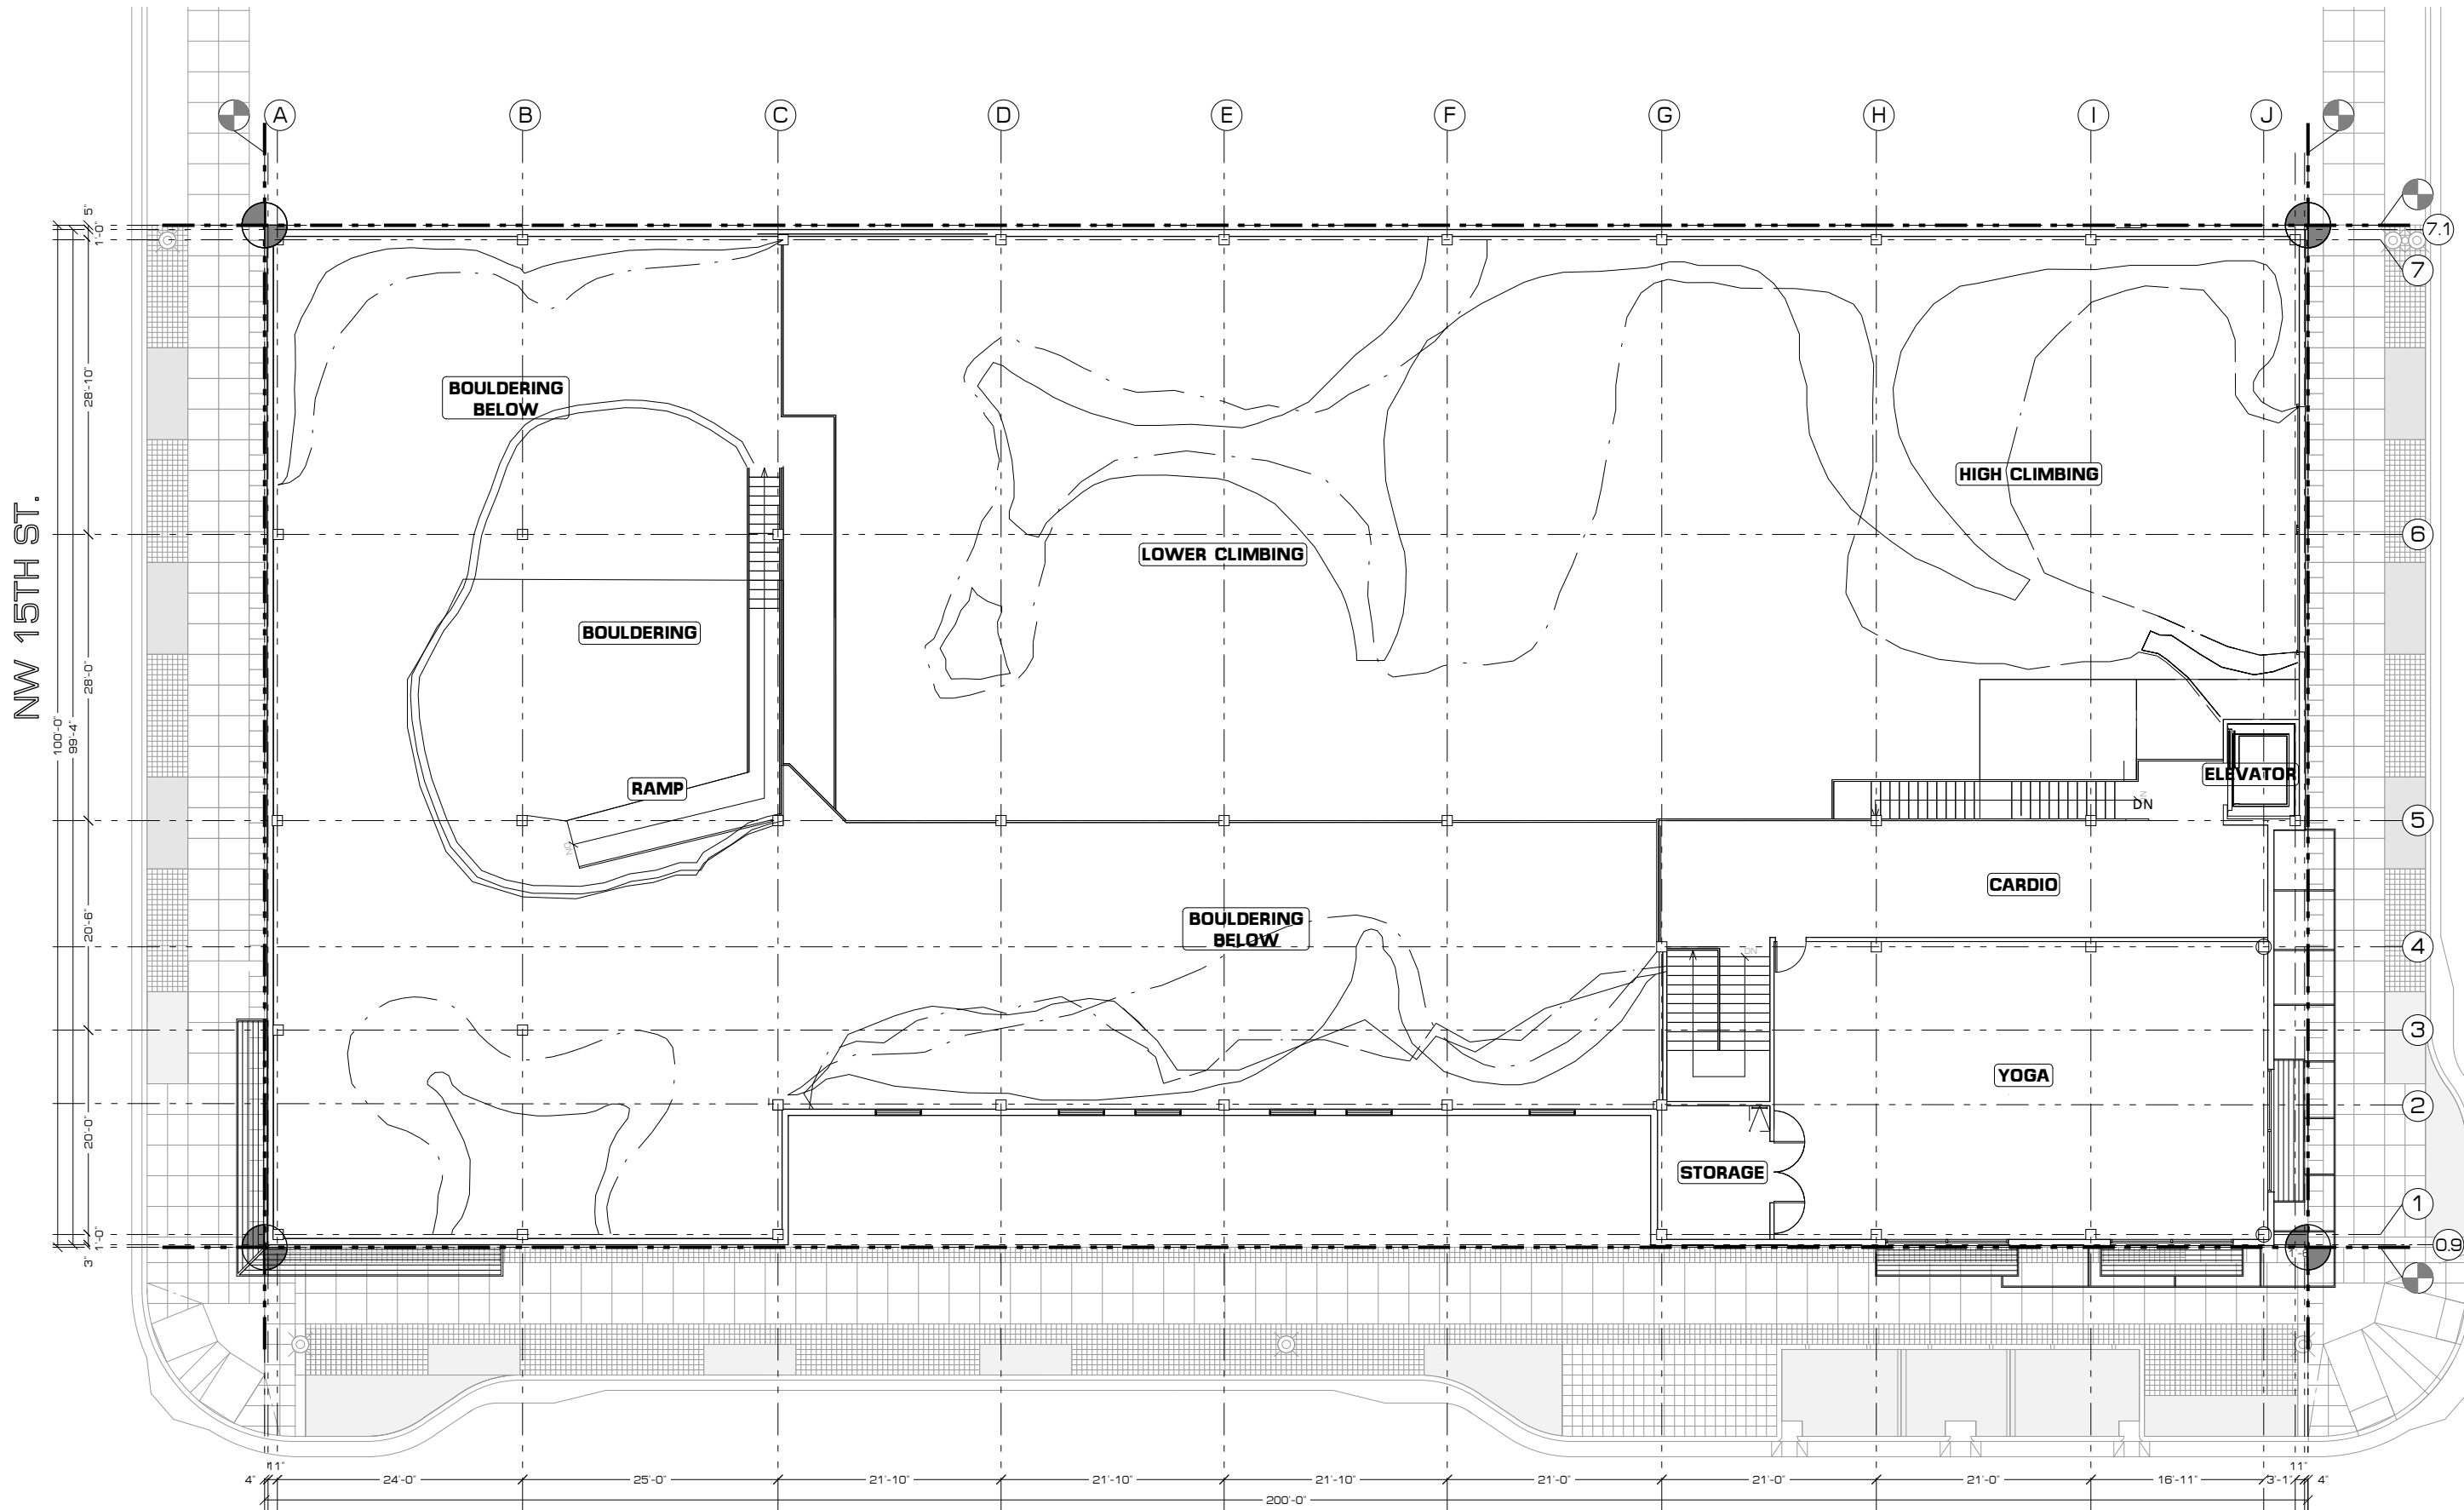 A
B
C
D
E
F
G
H
I
J
5"
1'-0"
7.1
7
28'-10"
BOULDERING
BELOW
HIGH CLIMBING
NW 15TH ST.
6
LOWER CLIMBING
BOULDERING
28'-0"
100'-0"
99'-4"
RAMP
ELEVATOR
DN
5
DN
CARDIO
20'-6"
BOULDERING
BELOW
4
DN
3
YOGA
2
20'-0"
STORAGE
1
1'-0"
3"
0.9
4"
11"
24'-0"
25'-0"
21'-10"
21'-10"
21'-10"
21'-0"
21'-0"
21'-0"
16'-11"
3'-1"
11"
4"
200'-0"